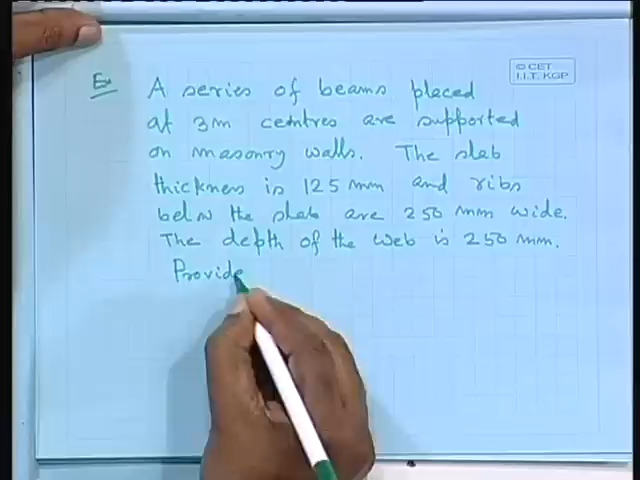 © CET
I.I.T. KGP
Ex A series of beams placed
at 3m centres are supported
on masonry walls. The slab
thickness is 125 mm and ribs
below the slab are 250 mm wide.
The depth of the web is 250 mm.
Provide